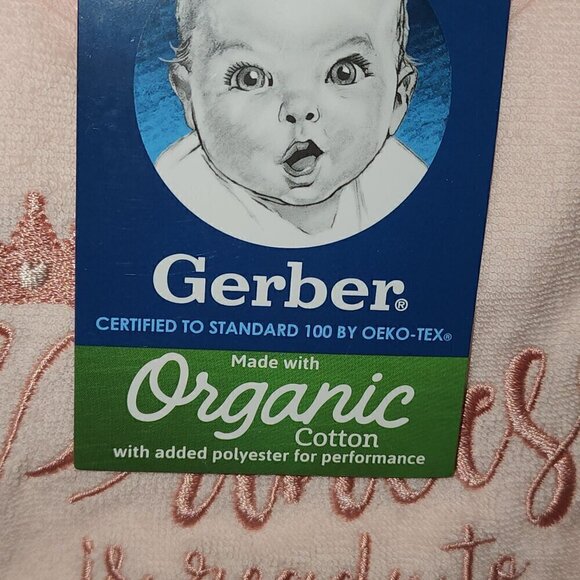 Gerber®
CERTIFIED TO STANDARD 100 BY OEKO-TEX®
Made with
Organic
Cotton
with added polyester for performance
is ready to